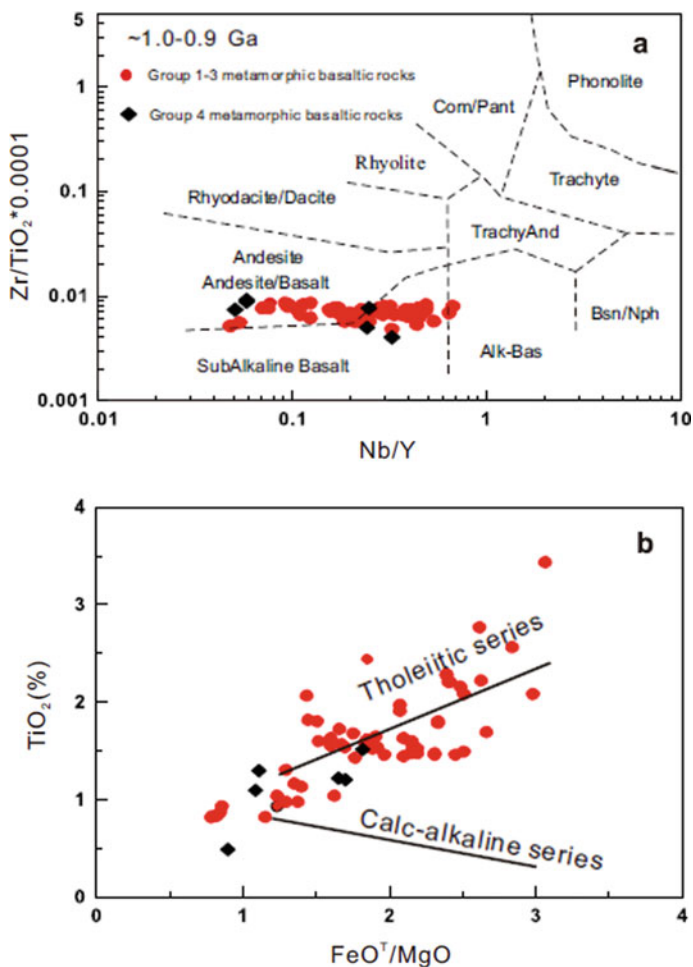 5
~1.0-0.9 Ga
a
Group 1-3 metamorphic basaltic rocks
Phonolite
1
Group 4 metamorphic basaltic rocks
Com/Pant
Rhyolite
Trachyte
0.1
Rhyodacite/Dacite
TrachyAnd
Andesite
Andesite/Basalt
0.01
Bsn/Nph
SubAlkaline Basalt
Alk-Bas
0.001
Zr/TiO2*0.0001
0.01 0.1 1 10
Nb/Y
4
b
3
Tholeiitic series
2
1
Calc-alkaline series
0
TiO2(%)
0 1 2 3 4
FeOT/MgO